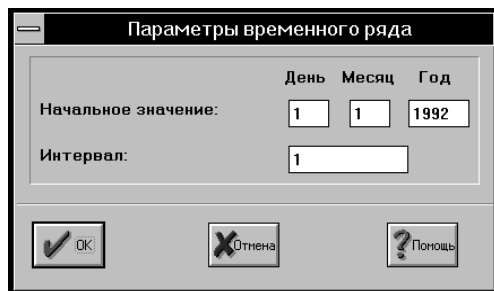 Параметры временного ряда
День Месяц Год
Начальное значение: 1 1 1992
Интервал: 1
OK Отмена Помощь